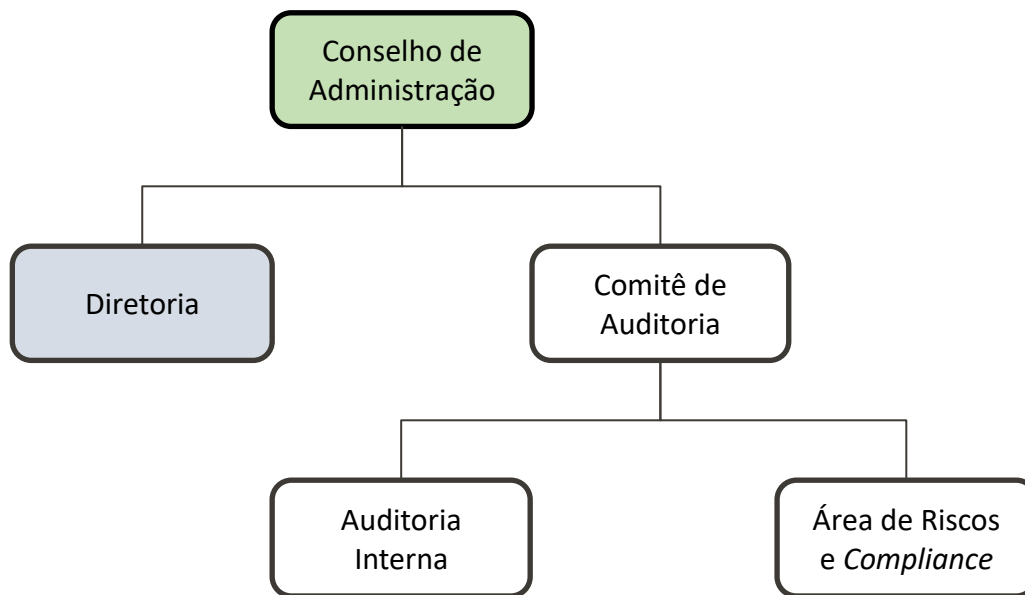 Conselho de
Administração
Diretoria
Comitê de
Auditoria
Auditoria
Interna
Área de Riscos
e Compliance